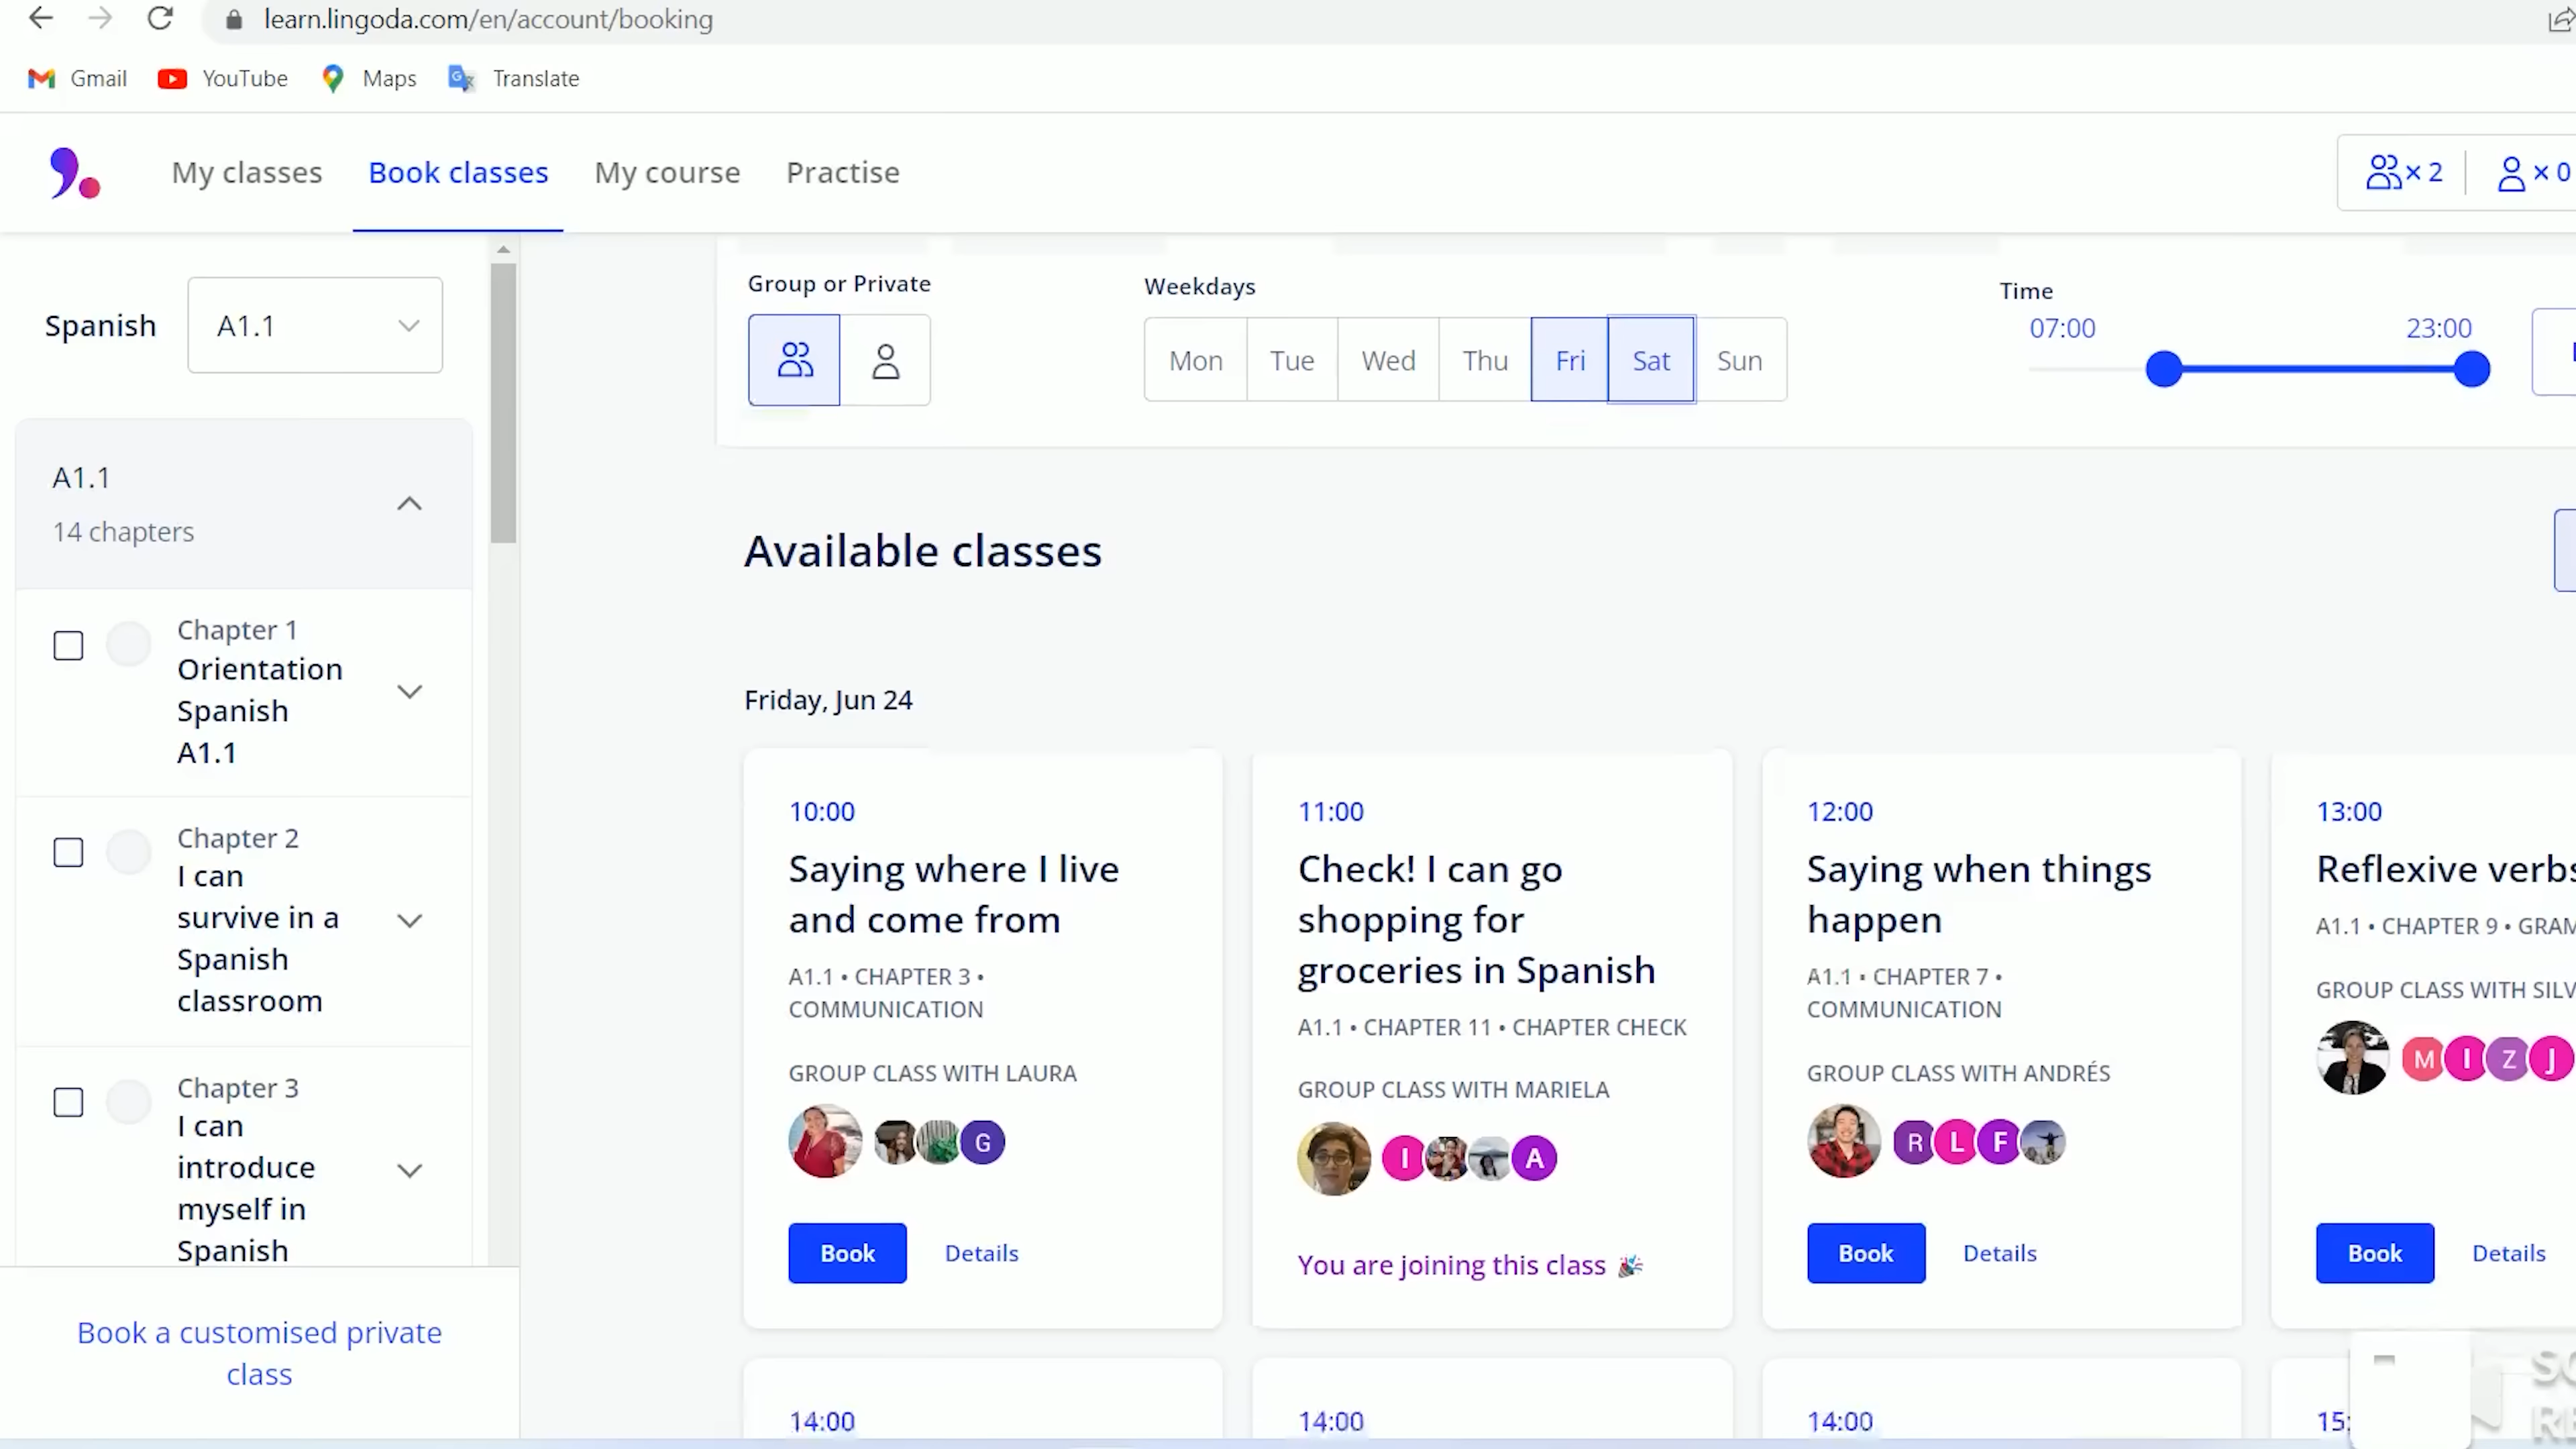 learn.lingoda.com/en/account/booking
Gmail
YouTube
Maps
Translate
My classes
Book classes
My course
Practise
× 2
× 0
Spanish
A1.1
A1.1
14 chapters
Chapter 1
Orientation
Spanish
A1.1
Chapter 2
I can
survive in a
Spanish
classroom
Chapter 3
I can
introduce
myself in
Spanish
Book a customised private
class
Group or Private
Weekdays
Mon
Tue
Wed
Thu
Fri
Sat
Sun
Time
07:00
23:00
Available classes
Friday, Jun 24
10:00
Saying where I live
and come from
A1.1 • CHAPTER 3 •
COMMUNICATION
GROUP CLASS WITH LAURA
G
Book
Details
11:00
Check! I can go
shopping for
groceries in Spanish
A1.1 • CHAPTER 11 • CHAPTER CHECK
GROUP CLASS WITH MARIELA
I
A
You are joining this class
12:00
Saying when things
happen
A1.1 • CHAPTER 7 •
COMMUNICATION
GROUP CLASS WITH ANDRÉS
R
L
F
Book
Details
13:00
Reflexive verbs
A1.1 • CHAPTER 9 •
GROUP CLASS WITH
M
I
Z
J
Book
Details
14:00
14:00
14:00